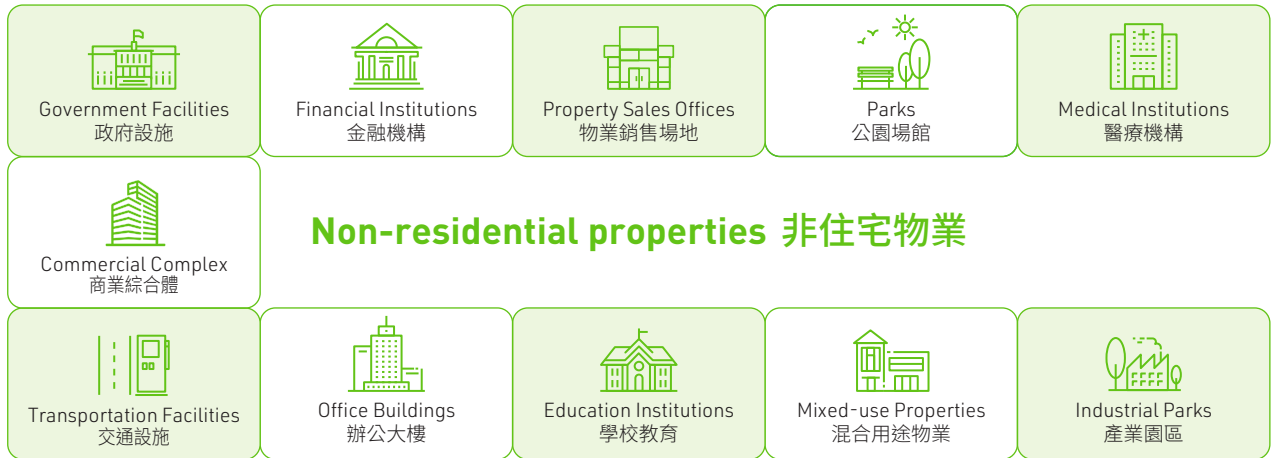 Government Facilities
政府設施
Financial Institutions
金融機構
Property Sales Offices
物業銷售場地
Parks
公園場館
Medical Institutions
醫療機構
Commercial Complex
商業綜合體
Non-residential properties 非住宅物業
Transportation Facilities
交通設施
Office Buildings
辦公大樓
Education Institutions
學校教育
Mixed-use Properties
混合用途物業
Industrial Parks
產業園區